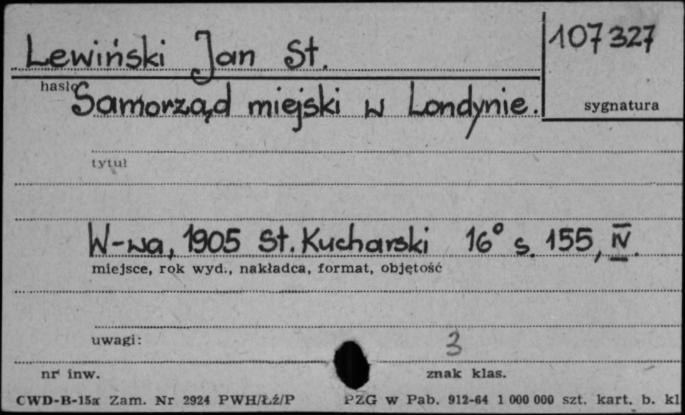 Lewiński Jan St.
107327
hasło
Samorząd miejski w Londynie.
sygnatura
tytuł
W-wa, 1905 St. Kucharski 16° s. 155, IV.
miejsce, rok wyd., nakładca, format, objętość
uwagi:
3
nr inw.
znak klas.
CWD-B-15a Zam. Nr 2924 PWH/Łź/P
PZG w Pab. 912-64 1 000 000 szt. kart. b. kl